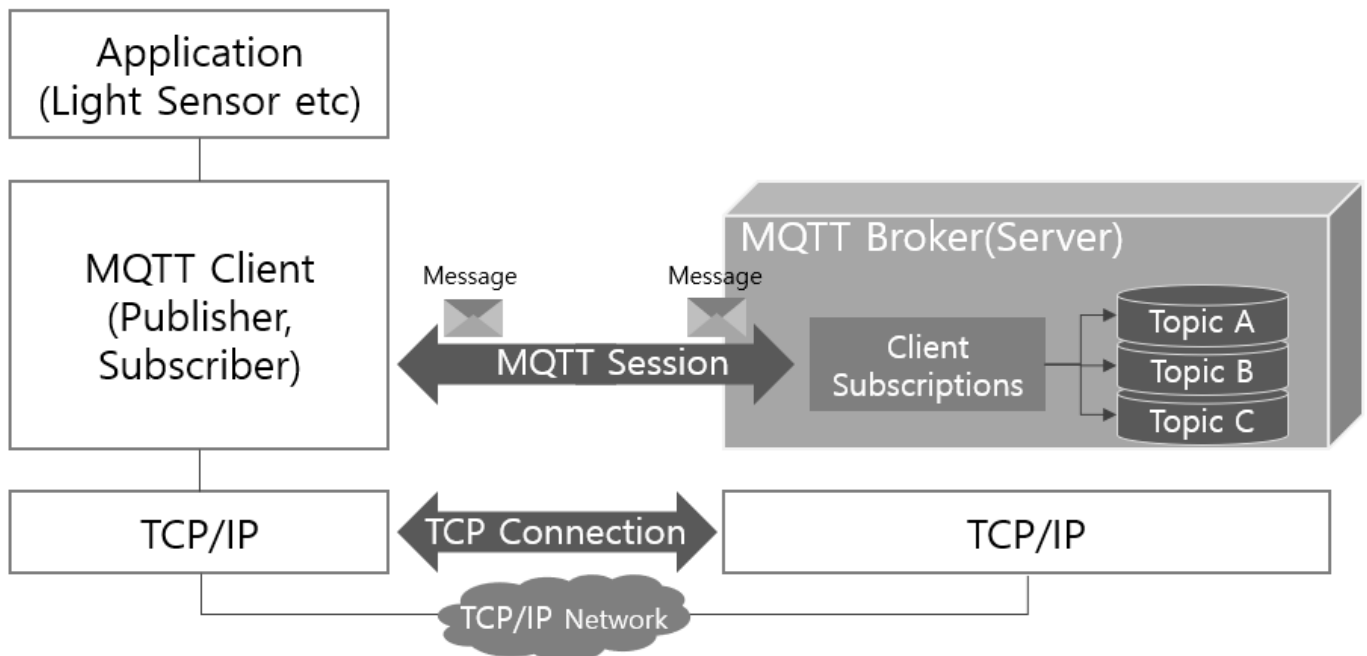 Application
(Light Sensor etc)
MQTT Client
(Publisher,
Subscriber)
Message
Message
MQTT Session
MQTT Broker(Server)
Client
Subscriptions
Topic A
Topic B
Topic C
TCP/IP
TCP Connection
TCP/IP
TCP/IP Network